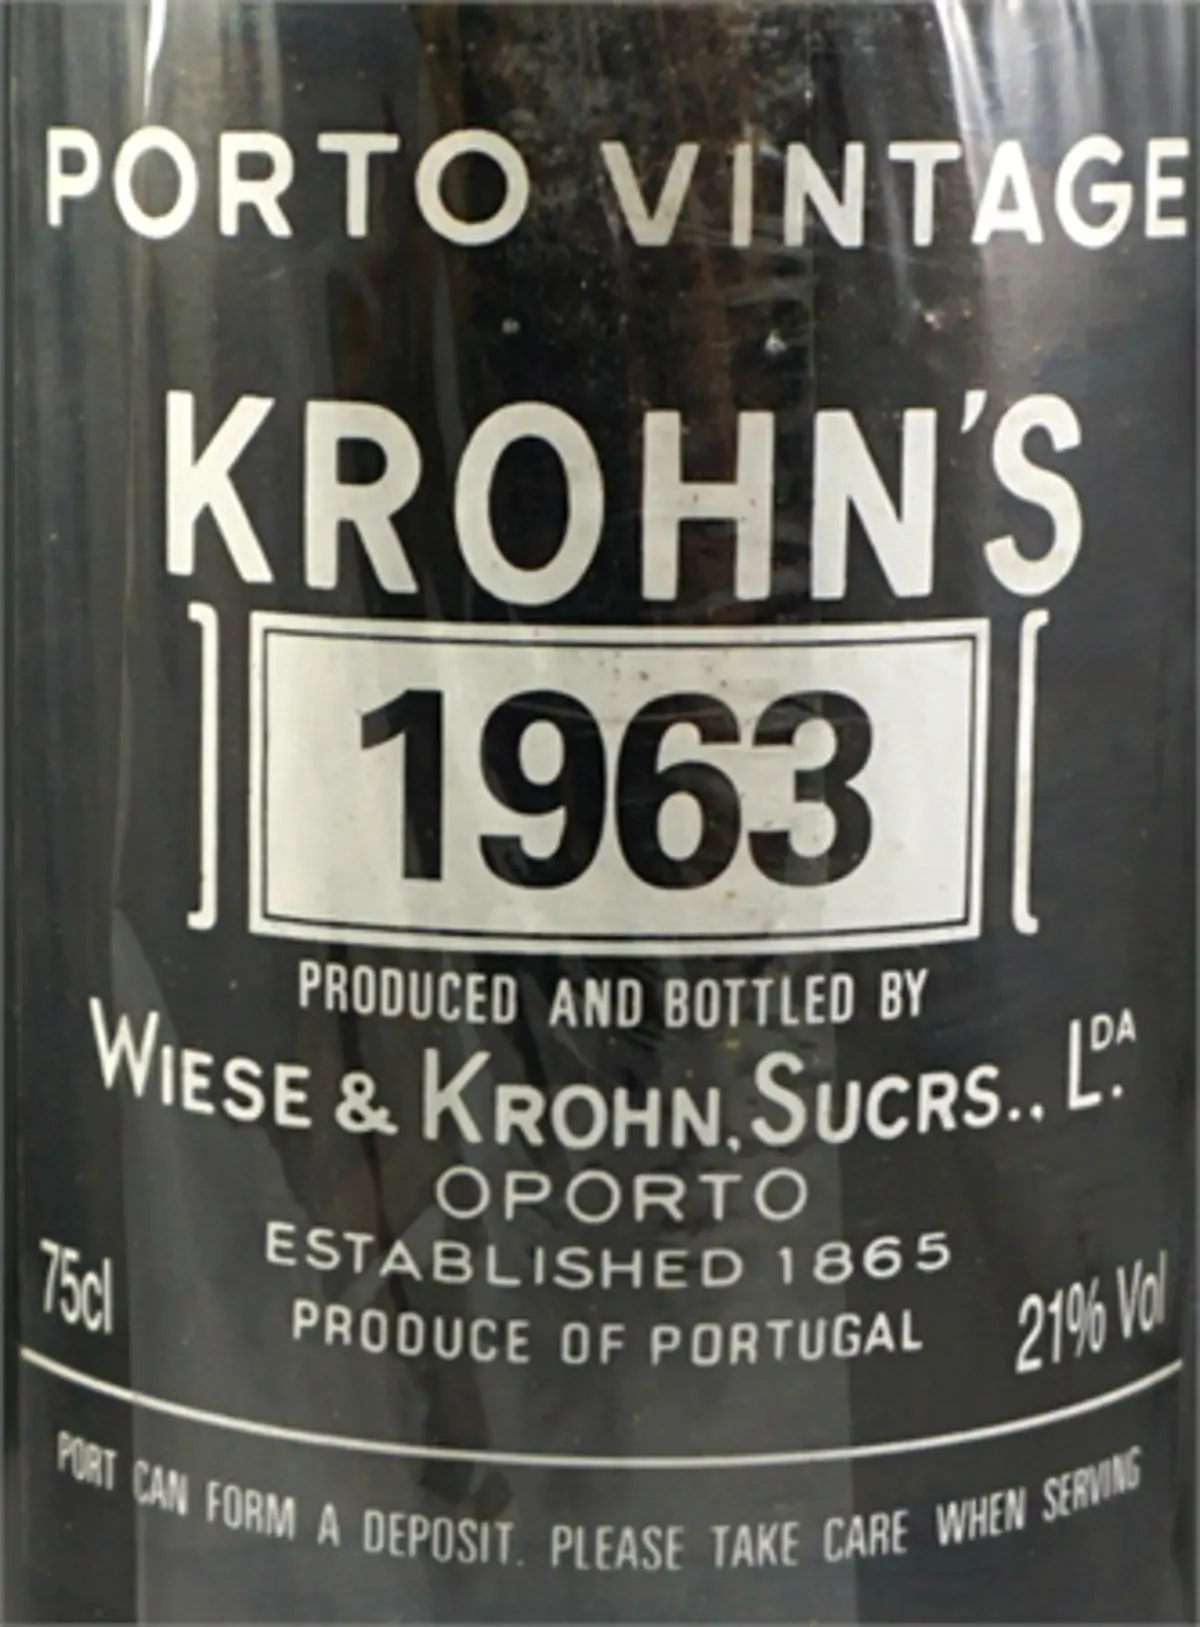 PORTO VINTAGE
KROHN'S
1963
PRODUCED AND BOTTLED BY
WIESE & KROHN, SUCRS., L.DA
OPORTO
ESTABLISHED 1865
75cl
PRODUCE OF PORTUGAL
21% Vol
PORT CAN FORM A DEPOSIT. PLEASE TAKE CARE WHEN SERVING